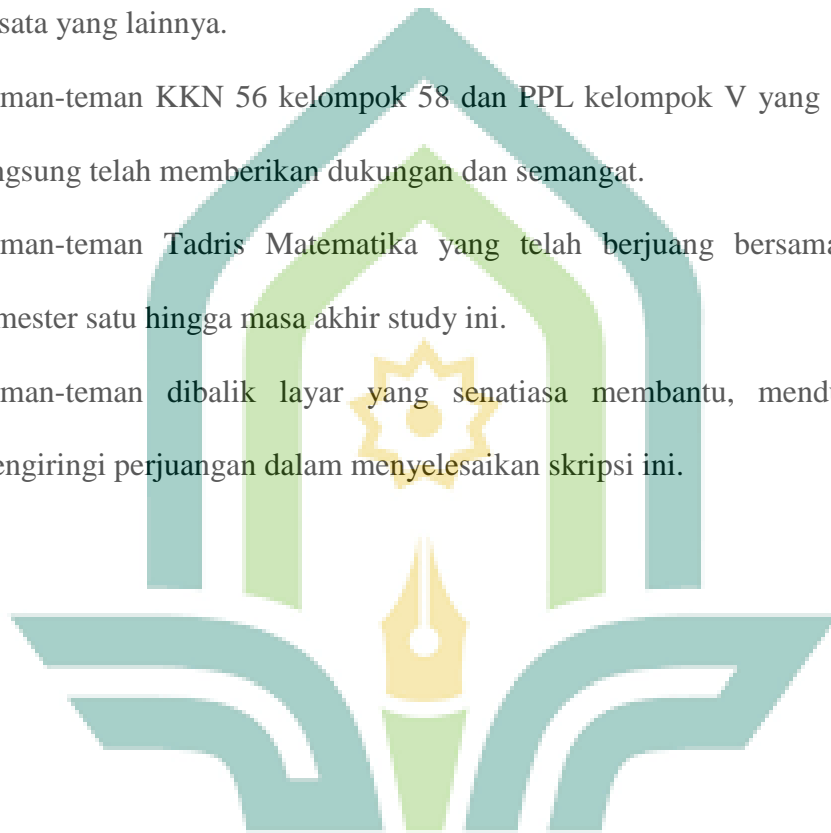 sata yang lainnya.
man-teman KKN 56 kelompok 58 dan PPL kelompok V yang
ngsung telah memberikan dukungan dan semangat.
man-teman Tadris Matematika yang telah berjuang bersama
mester satu hingga masa akhir study ini.
man-teman dibalik layar yang senatiasa membantu, mendu
engiringi perjuangan dalam menyelesaikan skripsi ini.